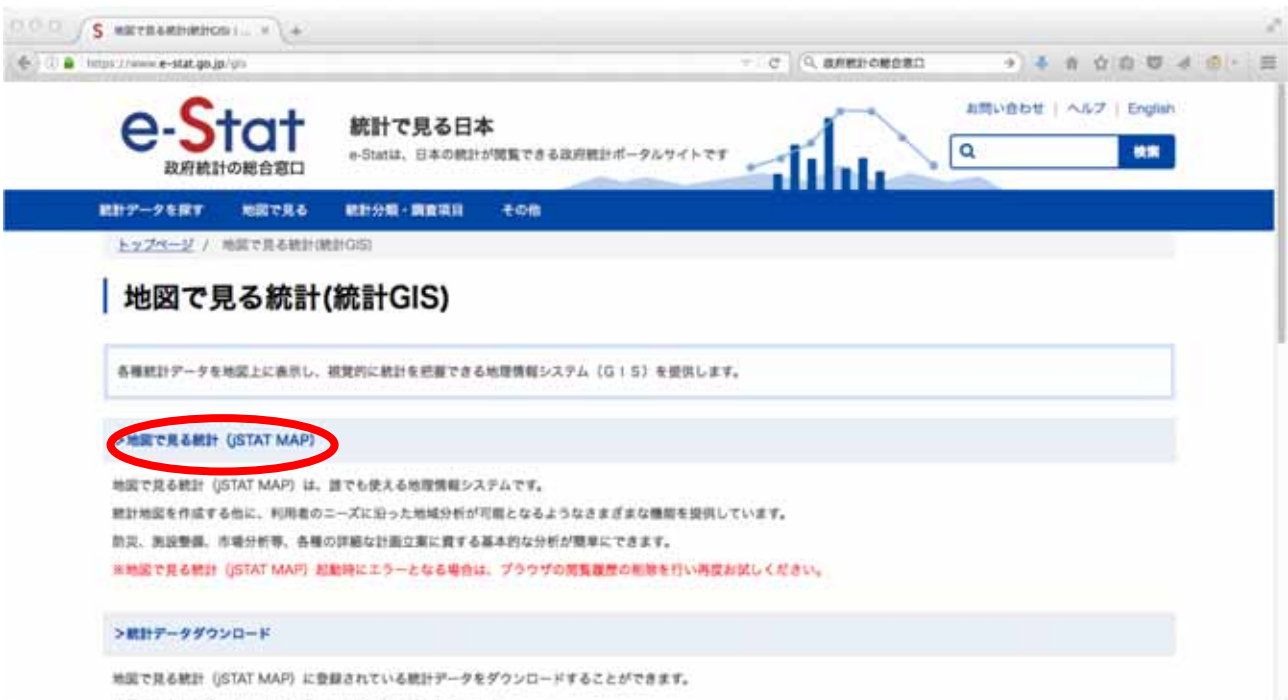 S 地図で見る統計(統計GIS) | ... × +
https://www.e-stat.go.jp/gis
政府統計の総合窓口
e-Stat
政府統計の総合窓口
統計で見る日本
e-Statは、日本の統計が閲覧できる政府統計ポータルサイトです
お問い合わせ | ヘルプ | English
検索
統計データを探す 地図で見る 統計分類・調査項目 その他
トップページ / 地図で見る統計(統計GIS)
地図で見る統計(統計GIS)
各種統計データを地図上に表示し、視覚的に統計を把握できる地理情報システム（ＧＩＳ）を提供します。
>地図で見る統計（jSTAT MAP）
地図で見る統計（jSTAT MAP）は、誰でも使える地理情報システムです。
統計地図を作成する他に、利用者のニーズに沿った地域分析が可能となるようなさまざまな機能を提供しています。
防災、施設整備、市場分析等、各種の詳細な計画立案に資する基本的な分析が簡単にできます。
※地図で見る統計（jSTAT MAP）起動時にエラーとなる場合は、ブラウザの閲覧履歴の削除を行い再度お試しください。
>統計データダウンロード
地図で見る統計（jSTAT MAP）に登録されている統計データをダウンロードすることができます。